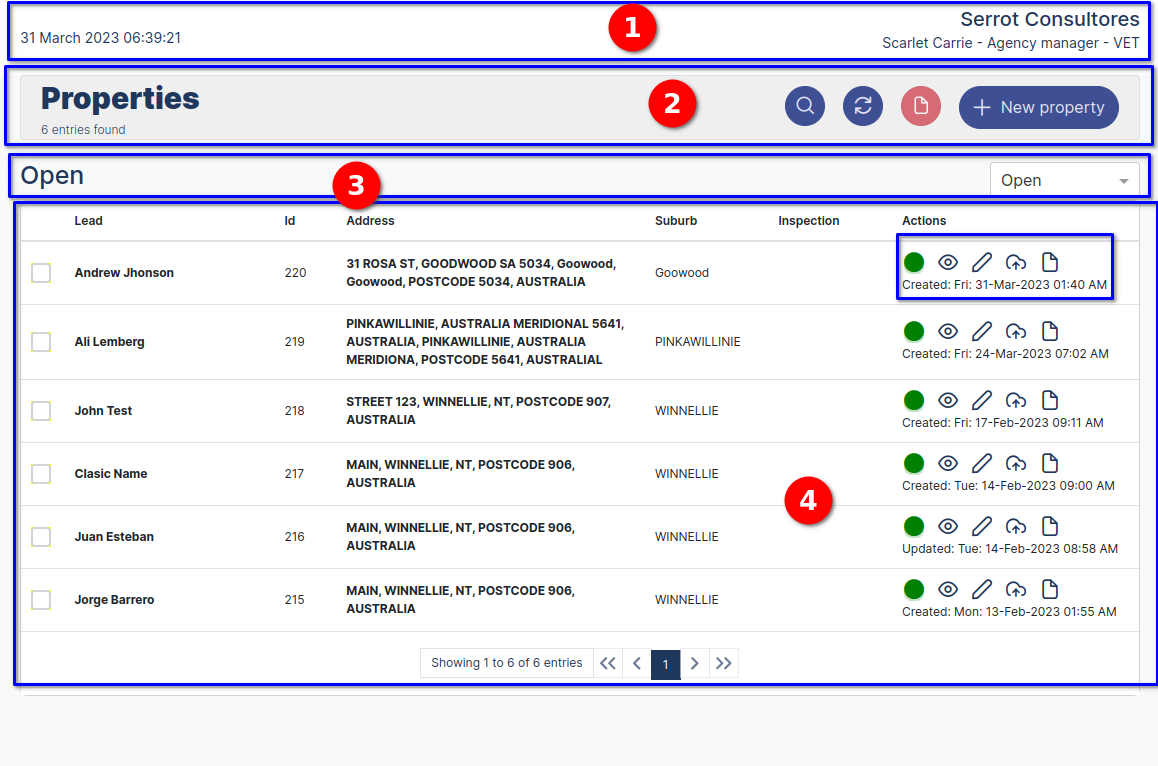 1
Serrot Consultores
31 March 2023 06:39:21
Scarlet Carrie - Agency manager - VET
Properties
6 entries found
2
New property
Open
3
Open
Lead Id Address Suburb Inspection Actions
Andrew Jhonson 220 31 ROSA ST, GOODWOOD SA 5034, Goowood, Goowood
Goowood, POSTCODE 5034, AUSTRALIA
Created: Fri: 31-Mar-2023 01:40 AM
Ali Lemberg 219 PINKAWILLINIE, AUSTRALIA MERIDIONAL 5641, PINKAWILLINIE
AUSTRALIA, PINKAWILLINIE, AUSTRALIA
MERIDIONA, POSTCODE 5641, AUSTRALIAL
Created: Fri: 24-Mar-2023 07:02 AM
John Test 218 STREET 123, WINNELLIE, NT, POSTCODE 907, WINNELLIE
AUSTRALIA
Created: Fri: 17-Feb-2023 09:11 AM
Clasic Name 217 MAIN, WINNELLIE, NT, POSTCODE 906, WINNELLIE
AUSTRALIA
Created: Tue: 14-Feb-2023 09:00 AM
4
Juan Esteban 216 MAIN, WINNELLIE, NT, POSTCODE 906, WINNELLIE
AUSTRALIA
Updated: Tue: 14-Feb-2023 08:58 AM
Jorge Barrero 215 MAIN, WINNELLIE, NT, POSTCODE 906, WINNELLIE
AUSTRALIA
Created: Mon: 13-Feb-2023 01:55 AM
Showing 1 to 6 of 6 entries 1